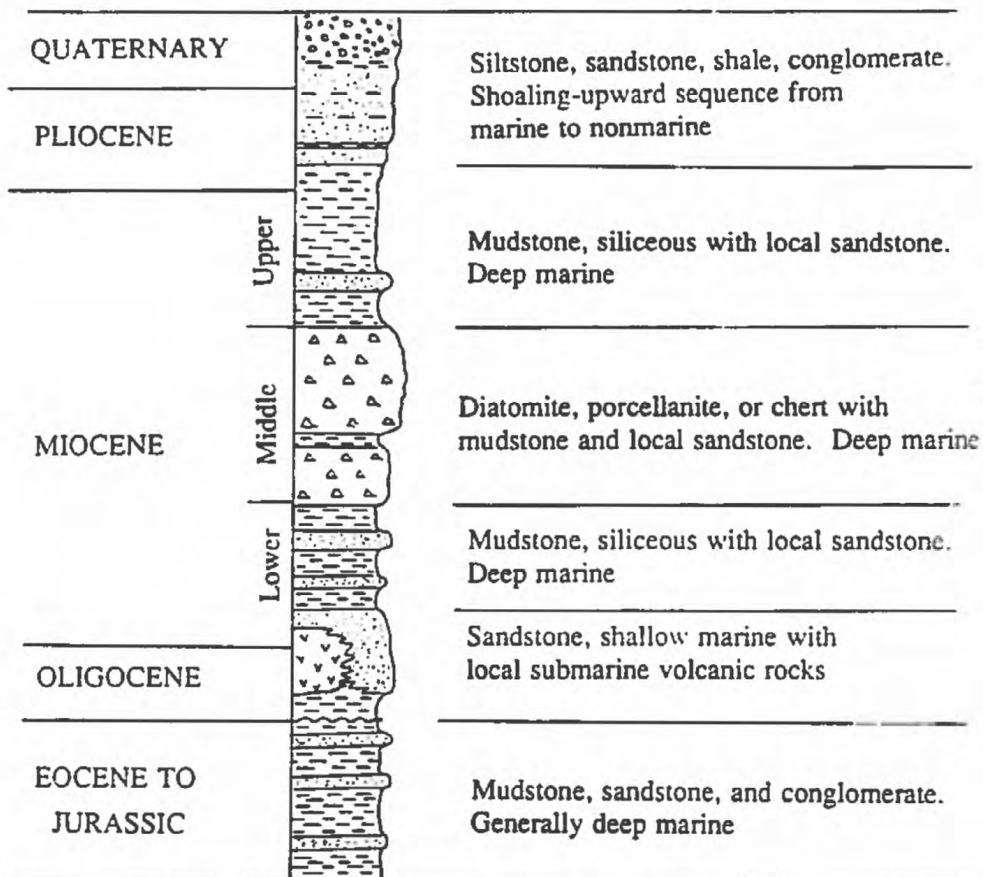 QUATERNARY
Siltstone, sandstone, shale, conglomerate.
Shoaling-upward sequence from
marine to nonmarine
PLIOCENE
Upper
Mudstone, siliceous with local sandstone.
Deep marine
MIOCENE
Middle
Diatomite, porcellanite, or chert with
mudstone and local sandstone. Deep marine
Lower
Mudstone, siliceous with local sandstone.
Deep marine
Sandstone, shallow marine with
local submarine volcanic rocks
OLIGOCENE
EOCENE TO
JURASSIC
Mudstone, sandstone, and conglomerate.
Generally deep marine